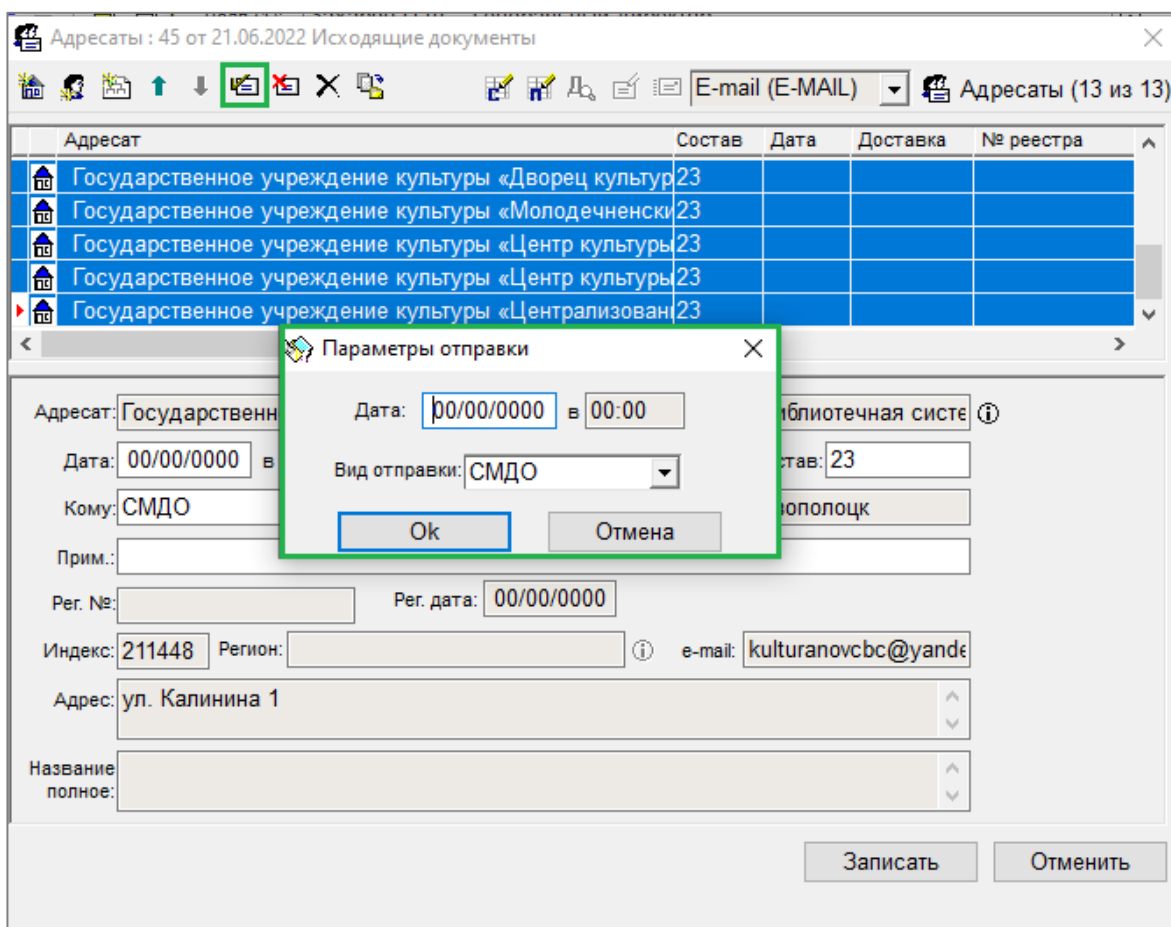 Адресаты : 45 от 21.06.2022 Исходящие документы
E-mail (E-MAIL) Адресаты (13 из 13)
Адресат Состав Дата Доставка № реестра
Государственное учреждение культуры «Дворец культур 23
Государственное учреждение культуры «Молодечненски 23
Государственное учреждение культуры «Центр культуры 23
Государственное учреждение культуры «Центр культуры 23
Государственное учреждение культуры «Централизован 23
Параметры отправки
Дата: 00/00/0000 в 00:00
Вид отправки: СМДО
Ok Отмена
Адресат: Государственн иблиотечная систе
Дата: 00/00/0000 в тав: 23
Кому: СМДО вополоцк
Прим.:
Рег. №: Рег. дата: 00/00/0000
Индекс: 211448 Регион: e-mail: kulturanovcbc@yande
Адрес: ул. Калинина 1
Название
полное:
Записать Отменить